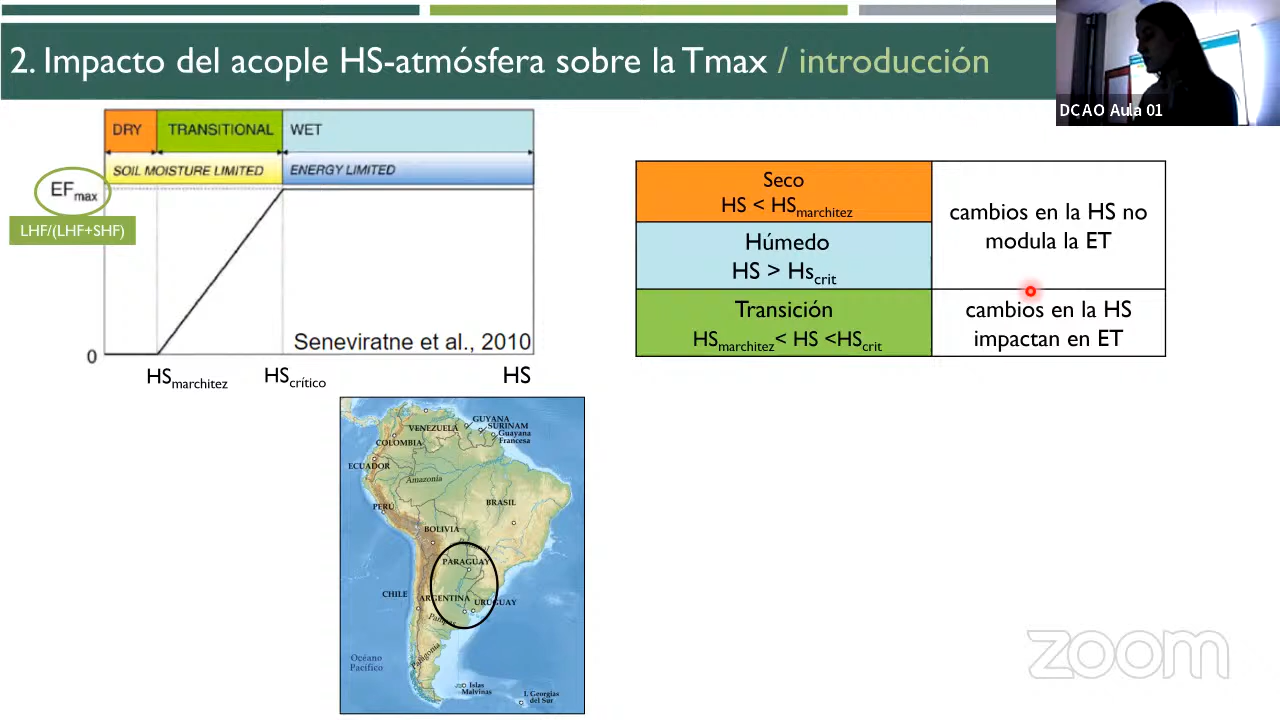 2. Impacto del acople HS-atmósfera sobre la Tmax / introducción
DCAO Aula 01
DRY
TRANSITIONAL
WET
SOIL MOISTURE LIMITED
ENERGY LIMITED
EFmax
LHF/(LHF+SHF)
0
Seneviratne et al., 2010
HSmarchitez
HScrítico
HS
Seco
HS < HSmarchitez
Húmedo
HS > Hscrit
cambios en la HS no
modula la ET
Transición
HSmarchitez< HS <HScrit
cambios en la HS
impactan en ET
VENEZUELA
GUYANA
SURINAM
Guayana
Francesa
COLOMBIA
ECUADOR
Amazonia
PERÚ
BRASIL
BOLIVIA
PARAGUAY
CHILE
ARGENTINA
URUGUAY
Pampas
Patagonia
Océano
Pacífico
Islas
Malvinas
I. Georgias
del Sur
zoom